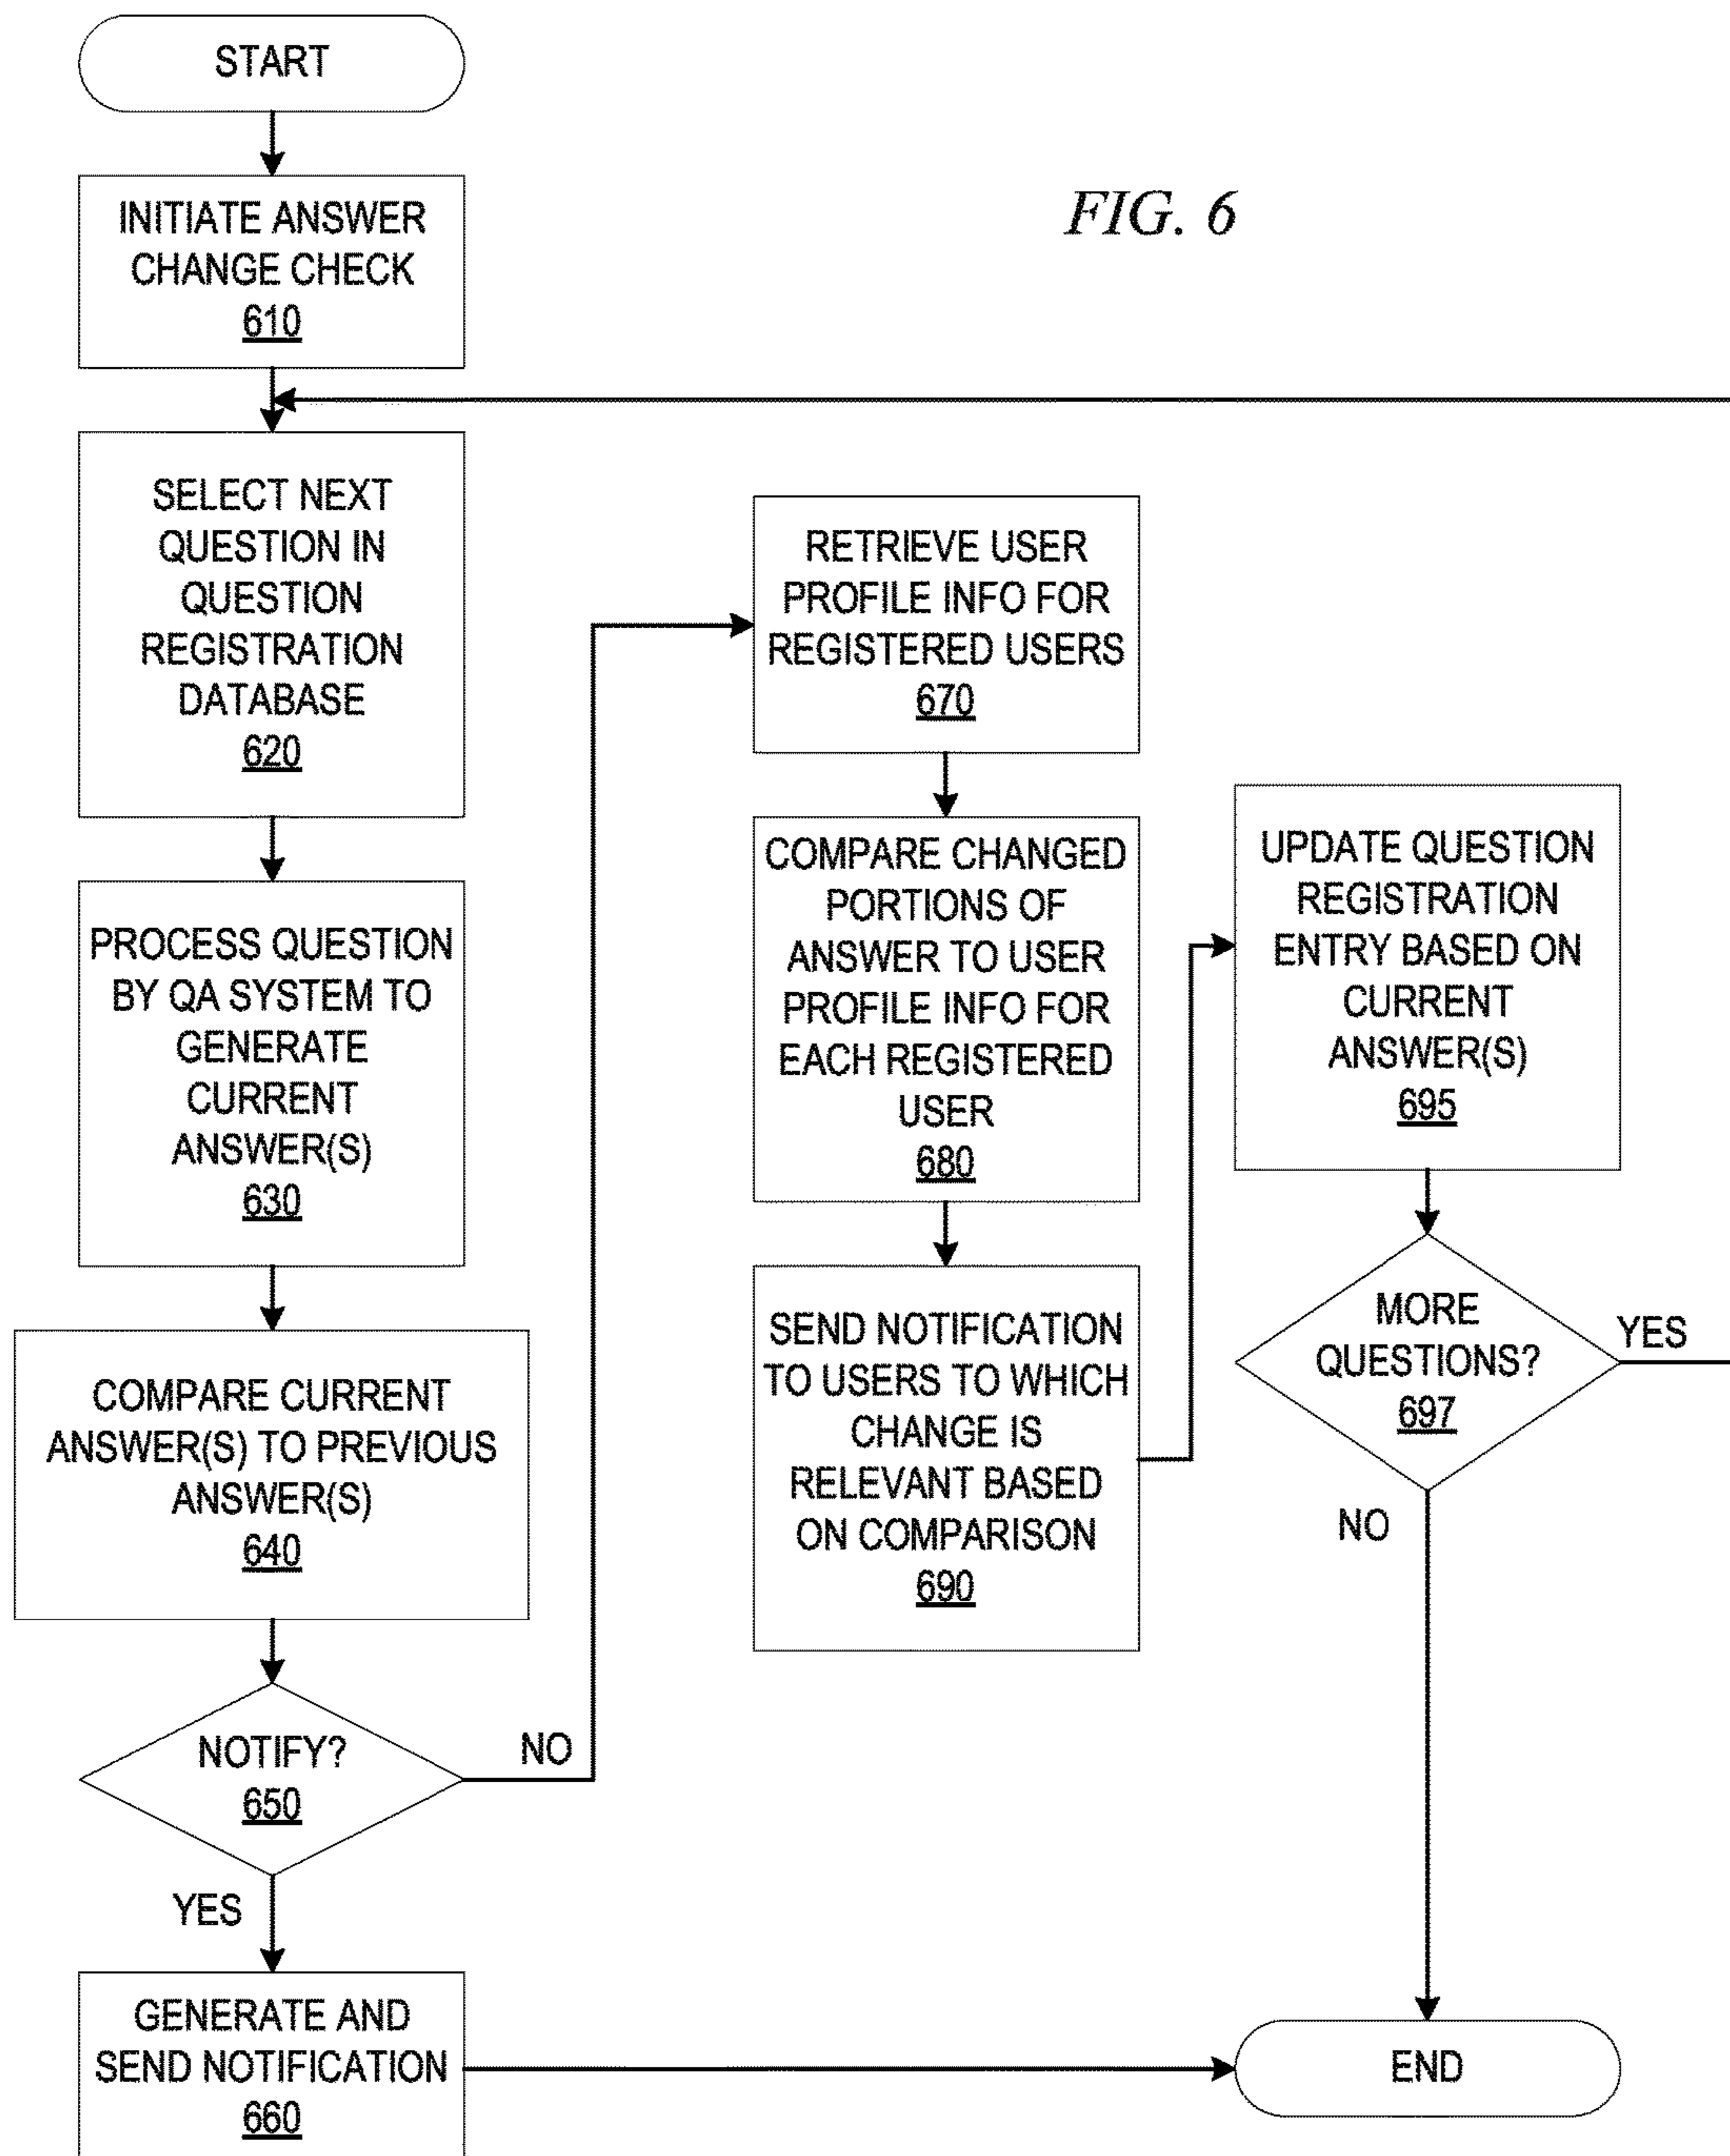 START
INITIATE ANSWER
CHANGE CHECK
610
FIG. 6
SELECT NEXT
QUESTION IN
QUESTION
REGISTRATION
DATABASE
620
PROCESS QUESTION
BY QA SYSTEM TO
GENERATE
CURRENT
ANSWER(S)
630
COMPARE CURRENT
ANSWER(S) TO PREVIOUS
ANSWER(S)
640
NOTIFY?
650
NO
YES
GENERATE AND
SEND NOTIFICATION
660
RETRIEVE USER
PROFILE INFO FOR
REGISTERED USERS
670
COMPARE CHANGED
PORTIONS OF
ANSWER TO USER
PROFILE INFO FOR
EACH REGISTERED
USER
680
SEND NOTIFICATION
TO USERS TO WHICH
CHANGE IS
RELEVANT BASED
ON COMPARISON
690
UPDATE QUESTION
REGISTRATION
ENTRY BASED ON
CURRENT
ANSWER(S)
695
MORE
QUESTIONS?
697
YES
NO
END